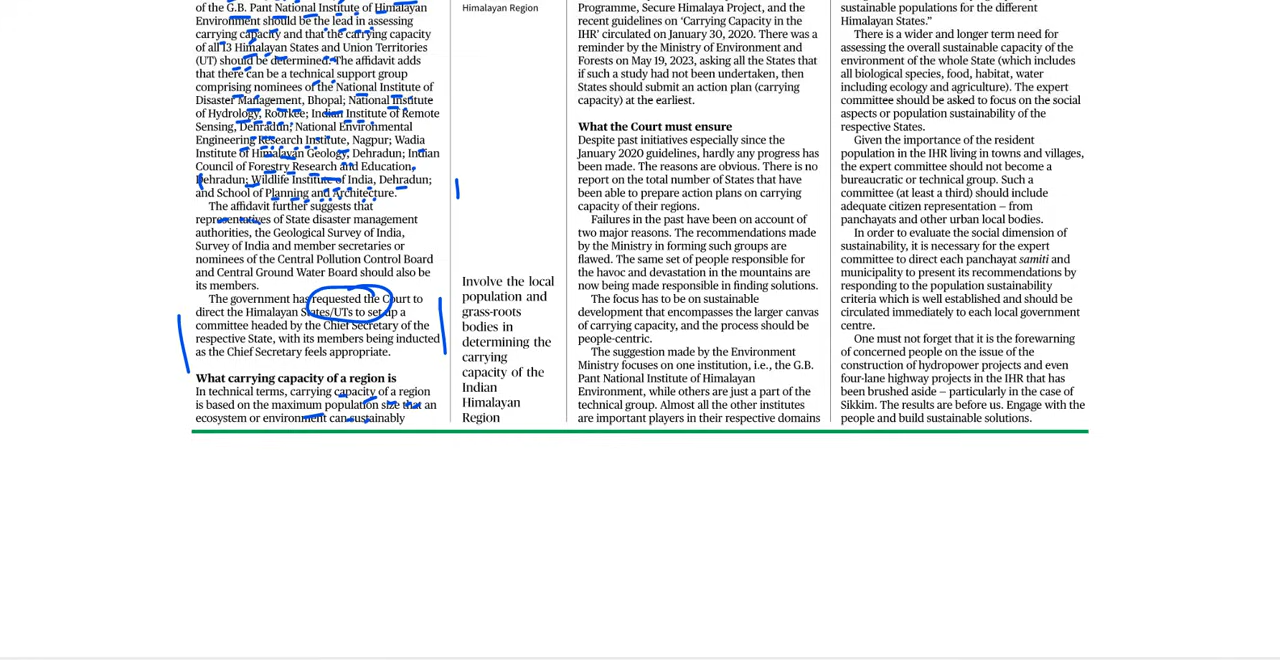 of the G.B. Pant National Institute of Himalayan
Environment should be the lead in assessing
carrying capacity and that the carrying capacity
of all 13 Himalayan States and Union Territories
(UT) should be determined. The affidavit adds
that there can be a technical support group
comprising nominees of the National Institute of
Disaster Management, Bhopal; National Institute
of Hydrology, Roorkee; Indian Institute of Remote
Sensing, Dehradun; National Environmental
Engineering Research Institute, Nagpur; Wadia
Institute of Himalayan Geology, Dehradun; Indian
Council of Forestry Research and Education,
Dehradun; Wildlife Institute of India, Dehradun;
and School of Planning and Architecture.
The affidavit further suggests that
representatives of State disaster management
authorities, the Geological Survey of India,
Survey of India and member secretaries or
nominees of the Central Pollution Control Board
and Central Ground Water Board should also be
its members.
The government has requested the Court to
direct the Himalayan States/UTs to set up a
committee headed by the Chief Secretary of the
respective State, with its members being inducted
as the Chief Secretary feels appropriate.
What carrying capacity of a region is
In technical terms, carrying capacity of a region
is based on the maximum population size that an
ecosystem or environment can sustainably
Himalayan Region
Involve the local
population and
grass-roots
bodies in
determining the
carrying
capacity of the
Indian
Himalayan
Region
Programme, Secure Himalaya Project, and the
recent guidelines on ‘Carrying Capacity in the
IHR’ circulated on January 30, 2020. There was a
reminder by the Ministry of Environment and
Forests on May 19, 2023, asking all the States that
if such a study had not been undertaken, then
States should submit an action plan (carrying
capacity) at the earliest.
What the Court must ensure
Despite past initiatives especially since the
January 2020 guidelines, hardly any progress has
been made. The reasons are obvious. There is no
report on the total number of States that have
been able to prepare action plans on carrying
capacity of their regions.
Failures in the past have been on account of
two major reasons. The recommendations made
by the Ministry in forming such groups are
flawed. The same set of people responsible for
the havoc and devastation in the mountains are
now being made responsible in finding solutions.
The focus has to be on sustainable
development that encompasses the larger canvas
of carrying capacity, and the process should be
people-centric.
The suggestion made by the Environment
Ministry focuses on one institution, i.e., the G.B.
Pant National Institute of Himalayan
Environment, while others are just a part of the
technical group. Almost all the other institutes
are important players in their respective domains
sustainable populations for the different
Himalayan States.”
There is a wider and longer term need for
assessing the overall sustainable capacity of the
environment of the whole State (which includes
all biological species, food, habitat, water
including ecology and agriculture). The expert
committee should be asked to focus on the social
aspects or population sustainability of the
respective States.
Given the importance of the resident
population in the IHR living in towns and villages,
the expert committee should not become a
bureaucratic or technical group. Such a
committee (at least a third) should include
adequate citizen representation — from
panchayats and other urban local bodies.
In order to evaluate the social dimension of
sustainability, it is necessary for the expert
committee to direct each panchayat samiti and
municipality to present its recommendations by
responding to the population sustainability
criteria which is well established and should be
circulated immediately to each local government
centre.
One must not forget that it is the forewarning
of concerned people on the issue of the
construction of hydropower projects and even
four-lane highway projects in the IHR that has
been brushed aside — particularly in the case of
Sikkim. The results are before us. Engage with the
people and build sustainable solutions.